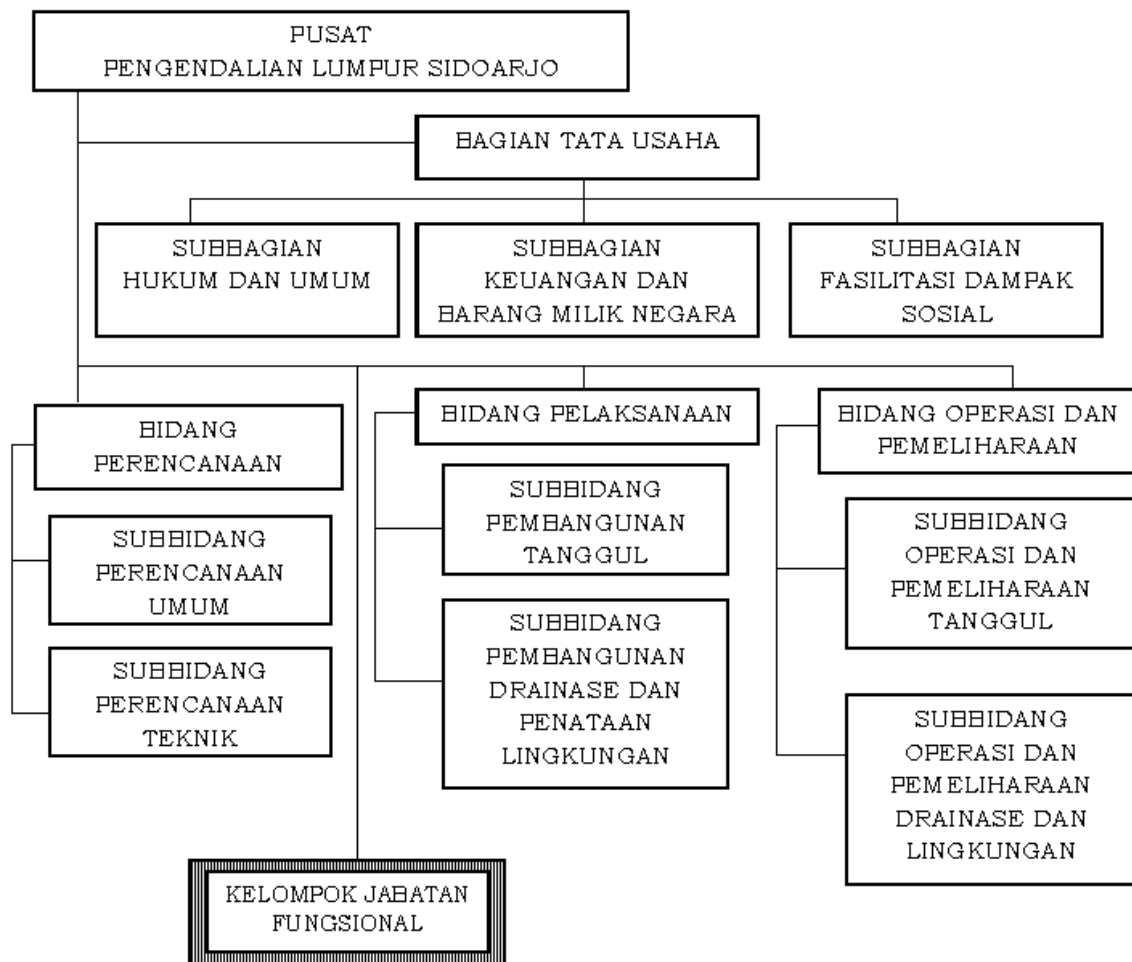 PUSAT
PENGENDALIAN LUMPUR SIDOARJO
BAGIAN TATA USAHA
SUBBAGIAN
HUKUM DAN UMUM
SUBBAGIAN
KEUANGAN DAN
BARANG MILIK NEGARA
SUBBAGIAN
FASILITASI DAMPAK
SOSIAL
BIDANG
PERENCANAAN
SUBBIDANG
PERENCANAAN
UMUM
SUBBIDANG
PERENCANAAN
TEKNIK
BIDANG PELAKSANAAN
SUBBIDANG
PEMBANGUNAN
TANGGUL
SUBBIDANG
PEMBANGUNAN
DRAINASE DAN
PENATAAN
LINGKUNGAN
BIDANG OPERASI DAN
PEMELIHARAAN
SUBBIDANG
OPERASI DAN
PEMELIHARAAN
TANGGUL
SUBBIDANG
OPERASI DAN
PEMELIHARAAN
DRAINASE DAN
LINGKUNGAN
KELOMPOK JABATAN
FUNGSIONAL